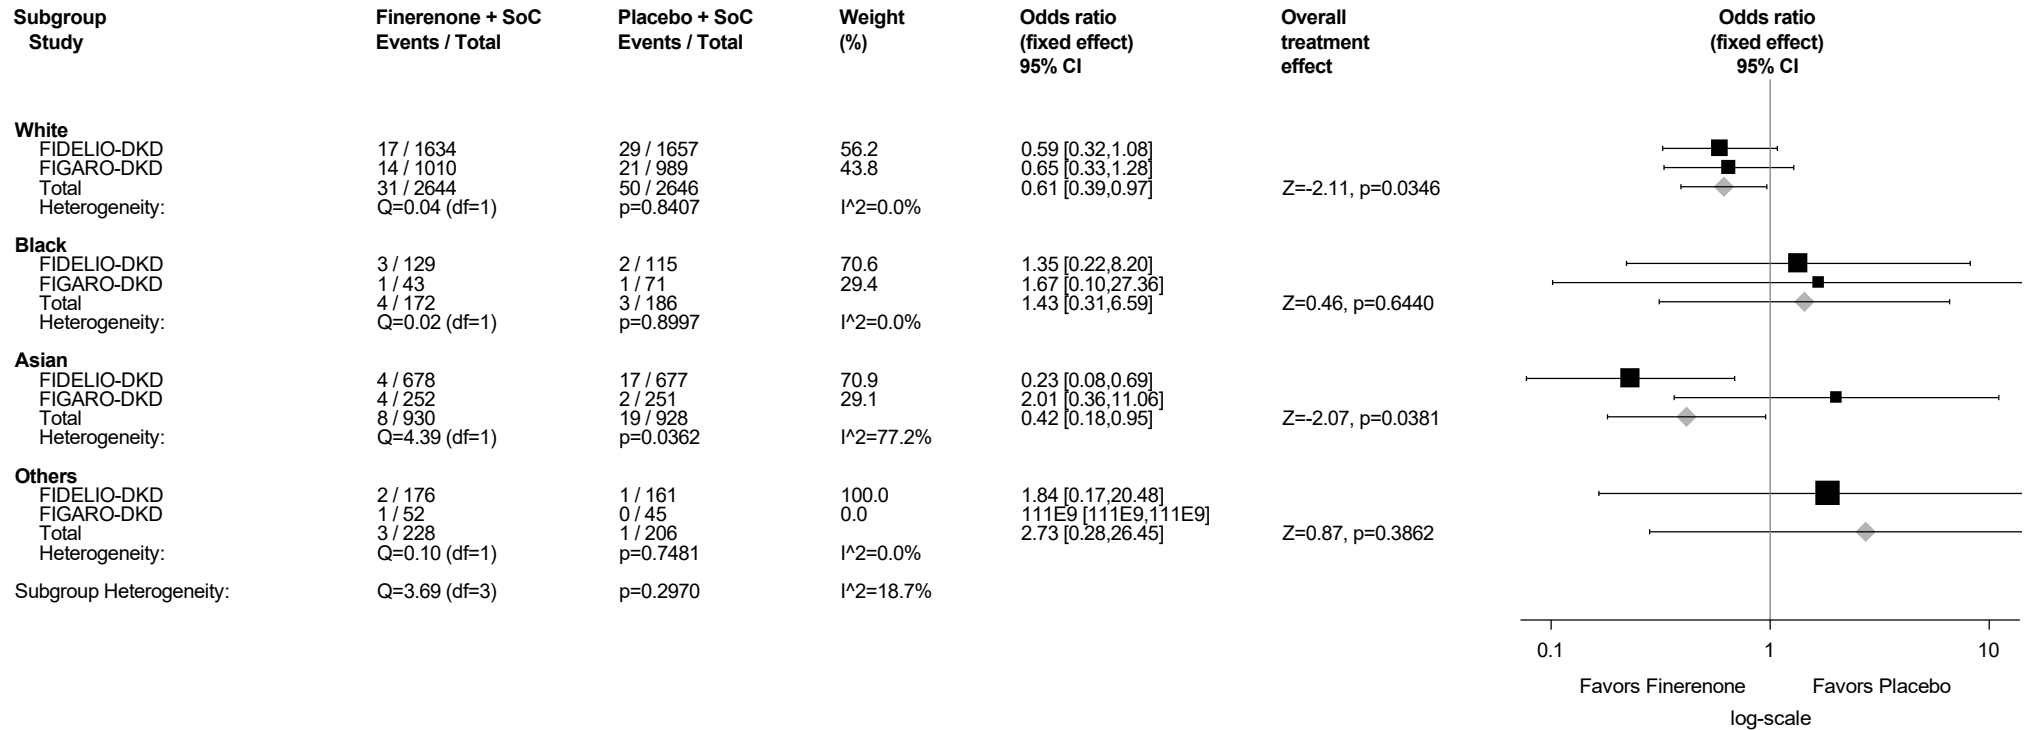 Subgroup Finerenone + SoC Placebo + SoC Weight Odds ratio Overall Odds ratio
Study Events / Total Events / Total (%) (fixed effect) treatment (fixed effect)
95% CI effect 95% CI
White
FIDELIO-DKD 17 / 1634 29 / 1657 56.2 0.59 [0.32,1.08]
FIGARO-DKD 14 / 1010 21 / 989 43.8 0.65 [0.33,1.28]
Total 31 / 2644 50 / 2646 0.61 [0.39,0.97] Z=-2.11, p=0.0346
Heterogeneity: Q=0.04 (df=1) p=0.8407 I^2=0.0%
Black
FIDELIO-DKD 3 / 129 2 / 115 70.6 1.35 [0.22,8.20]
FIGARO-DKD 1 / 43 1 / 71 29.4 1.67 [0.10,27.36]
Total 4 / 172 3 / 186 1.43 [0.31,6.59] Z=0.46, p=0.6440
Heterogeneity: Q=0.02 (df=1) p=0.8997 I^2=0.0%
Asian
FIDELIO-DKD 4 / 678 17 / 677 70.9 0.23 [0.08,0.69]
FIGARO-DKD 4 / 252 2 / 251 29.1 2.01 [0.36,11.06]
Total 8 / 930 19 / 928 0.42 [0.18,0.95] Z=-2.07, p=0.0381
Heterogeneity: Q=4.39 (df=1) p=0.0362 I^2=77.2%
Others
FIDELIO-DKD 2 / 176 1 / 161 100.0 1.84 [0.17,20.48]
FIGARO-DKD 1 / 52 0 / 45 0.0 111E9 [111E9,111E9]
Total 3 / 228 1 / 206 2.73 [0.28,26.45] Z=0.87, p=0.3862
Heterogeneity: Q=0.10 (df=1) p=0.7481 I^2=0.0%
Subgroup Heterogeneity: Q=3.69 (df=3) p=0.2970 I^2=18.7%
0.1 1 10
Favors Finerenone Favors Placebo
log-scale